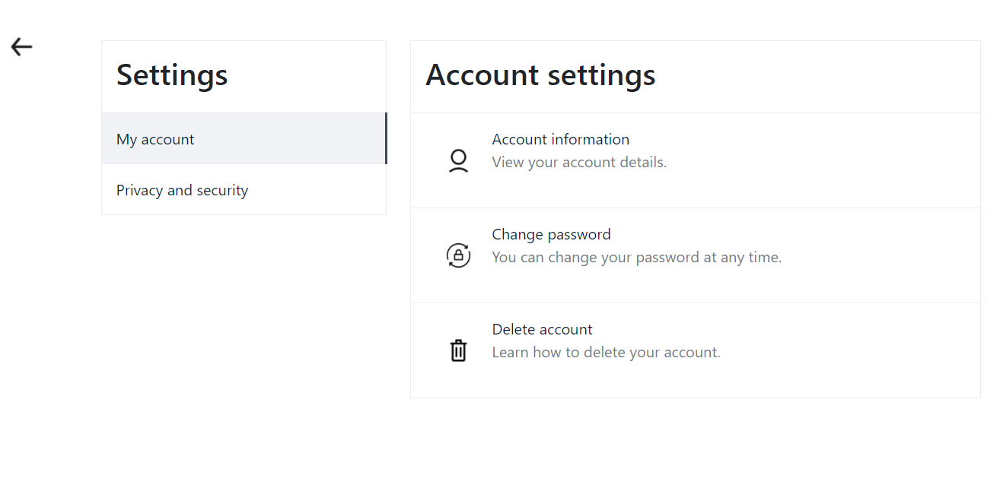 Settings
My account
Privacy and security
Account settings
Account information
View your account details.
Change password
You can change your password at any time.
Delete account
Learn how to delete your account.